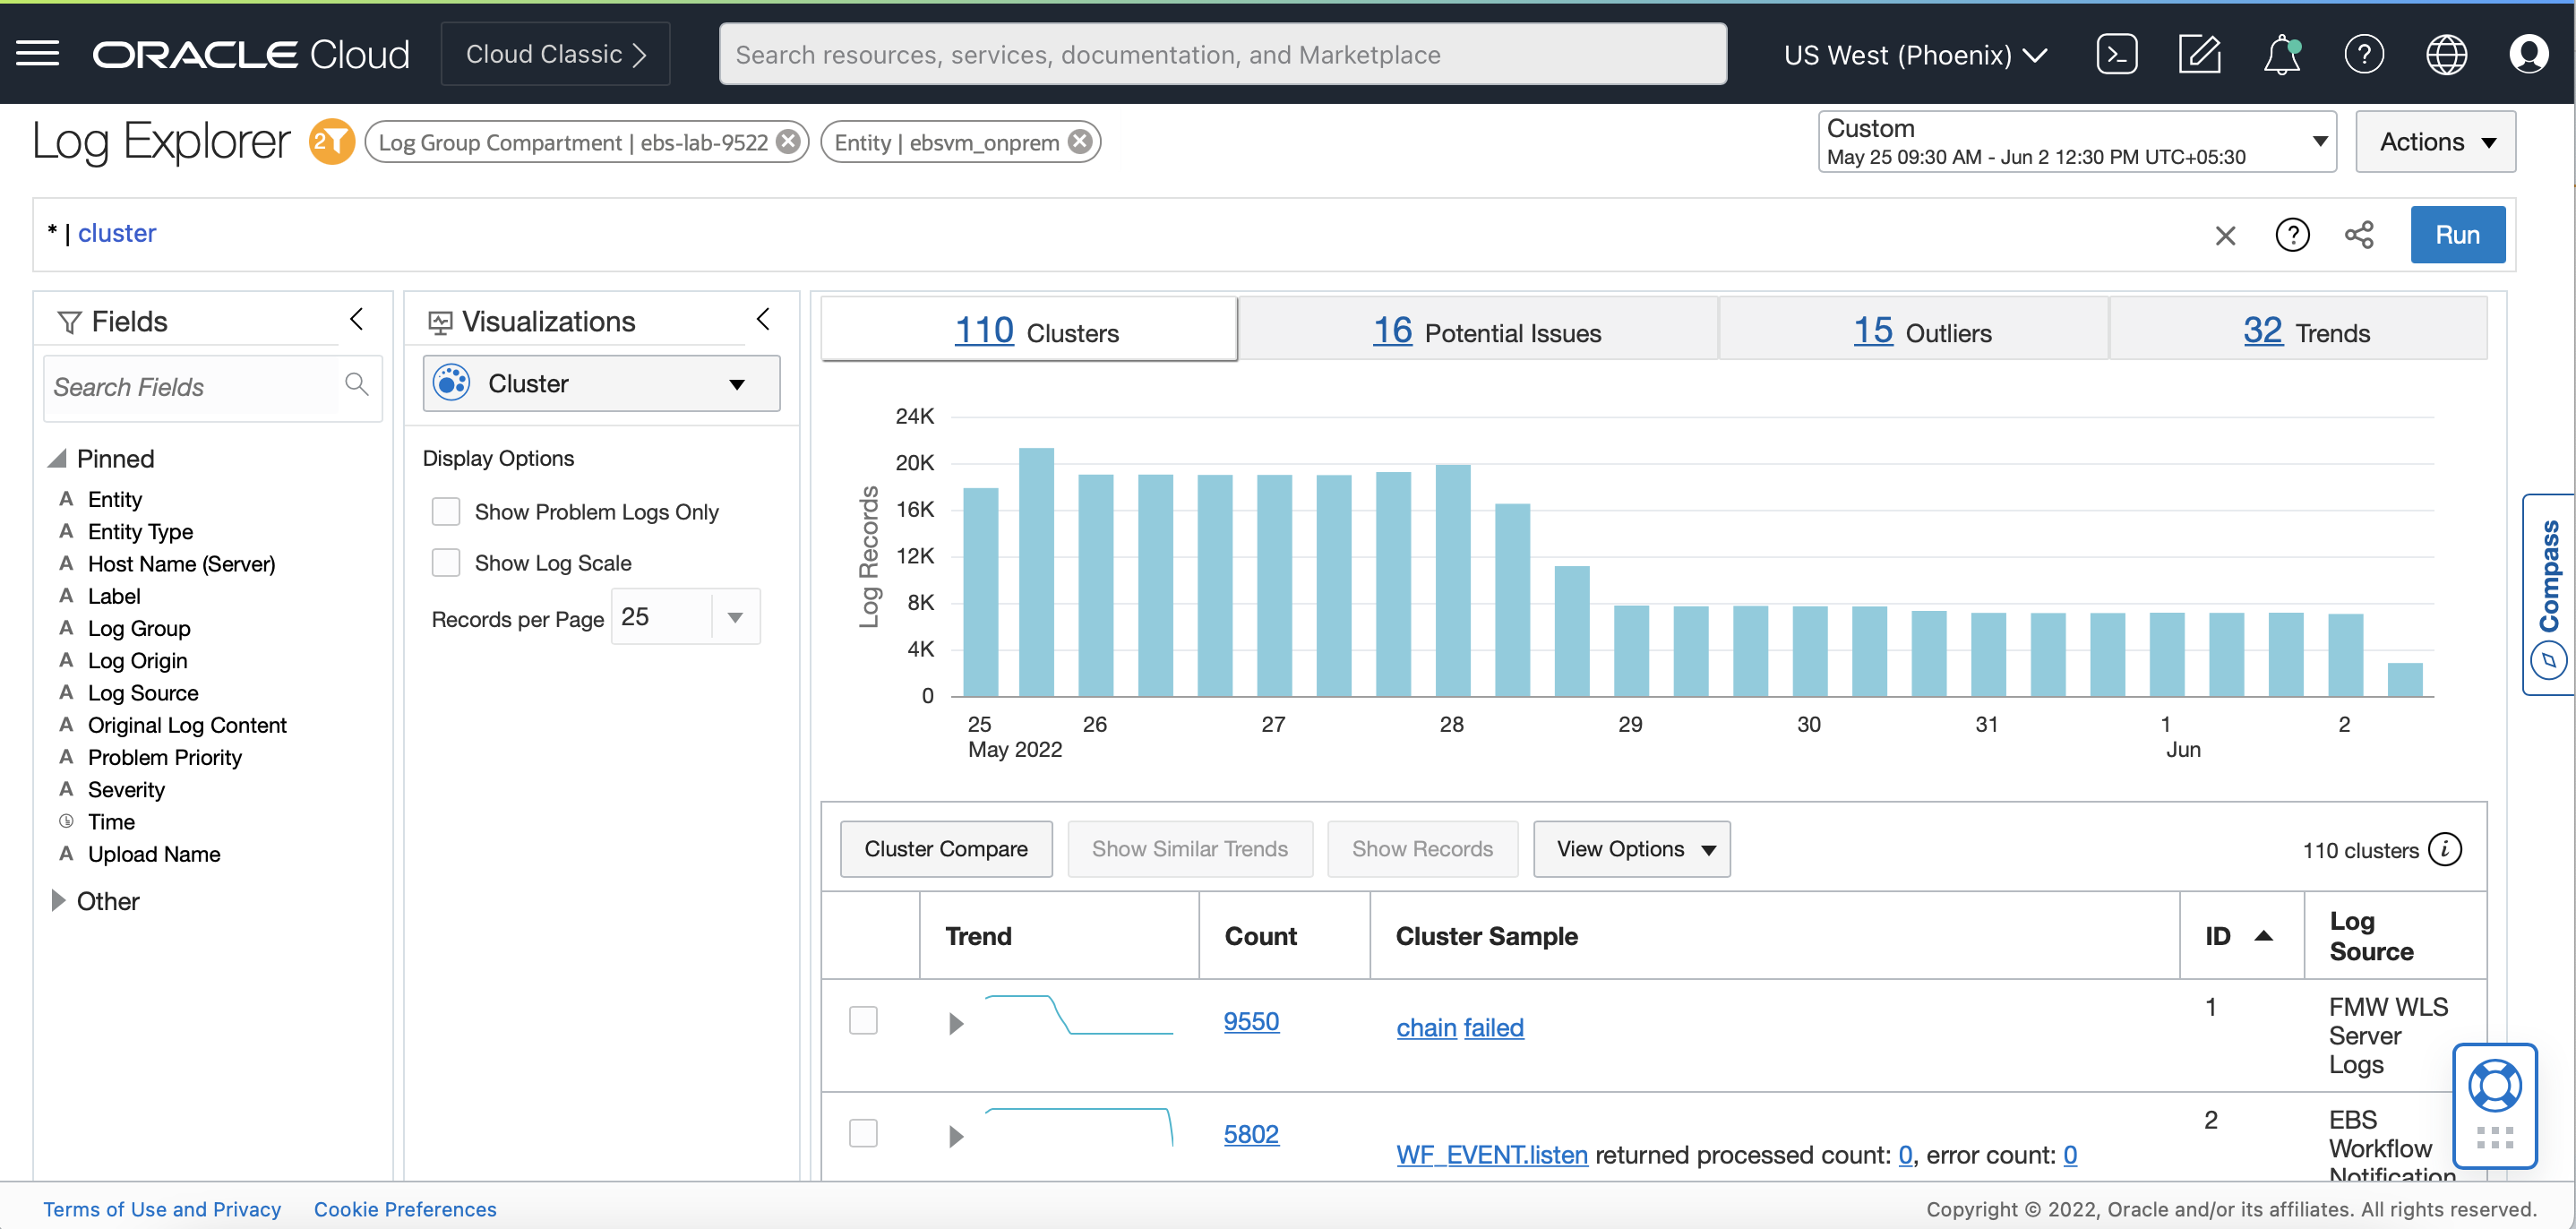 ORACLE Cloud
Cloud Classic
Search resources, services, documentation, and Marketplace
US West (Phoenix)
Log Explorer
2
Log Group Compartment | ebs-lab-9522
Entity | ebsvm_onprem
Custom
May 25 09:30 AM - Jun 2 12:30 PM UTC+05:30
Actions
* | cluster
Run
Fields
Search Fields
Pinned
A Entity
A Entity Type
A Host Name (Server)
A Label
A Log Group
A Log Origin
A Log Source
A Original Log Content
A Problem Priority
A Severity
Time
A Upload Name
Other
Visualizations
Cluster
Display Options
Show Problem Logs Only
Show Log Scale
Records per Page 25
110 Clusters
16 Potential Issues
15 Outliers
32 Trends
Log Records
24K
20K
16K
12K
8K
4K
0
25 26 27 28 29 30 31 1 2
May 2022 Jun
Compass
Cluster Compare
Show Similar Trends
Show Records
View Options
110 clusters
Trend
Count
Cluster Sample
ID
Log
Source
9550
chain failed
1
FMW WLS
Server
Logs
5802
WF_EVENT.listen returned processed count: 0, error count: 0
2
EBS
Workflow
Notification
Terms of Use and Privacy
Cookie Preferences
Copyright © 2022, Oracle and/or its affiliates. All rights reserved.